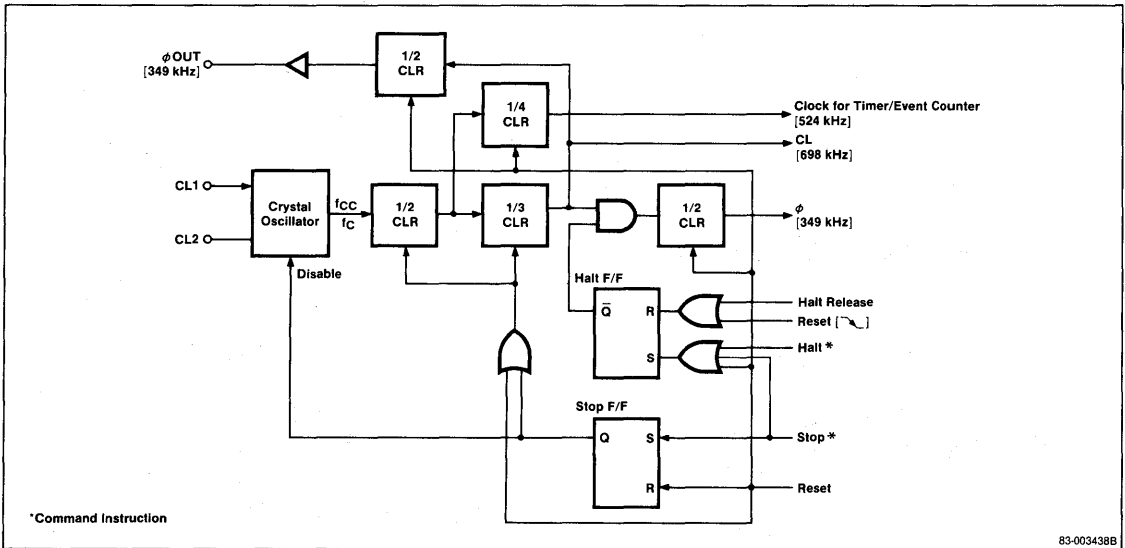 ϕ OUT
[349 kHz]
1/2
CLR
1/4
CLR
Clock for Timer/Event Counter
[524 kHz]
CL
[698 kHz]
CL1
CL2
Crystal
Oscillator
fCC
fC
1/2
CLR
1/3
CLR
1/2
CLR
ϕ
[349 kHz]
Disable
Halt F/F
Q̅
R
S
Halt Release
Reset [ ]
Halt *
Stop F/F
Q
S
R
Stop *
Reset
*Command Instruction
83-003438B